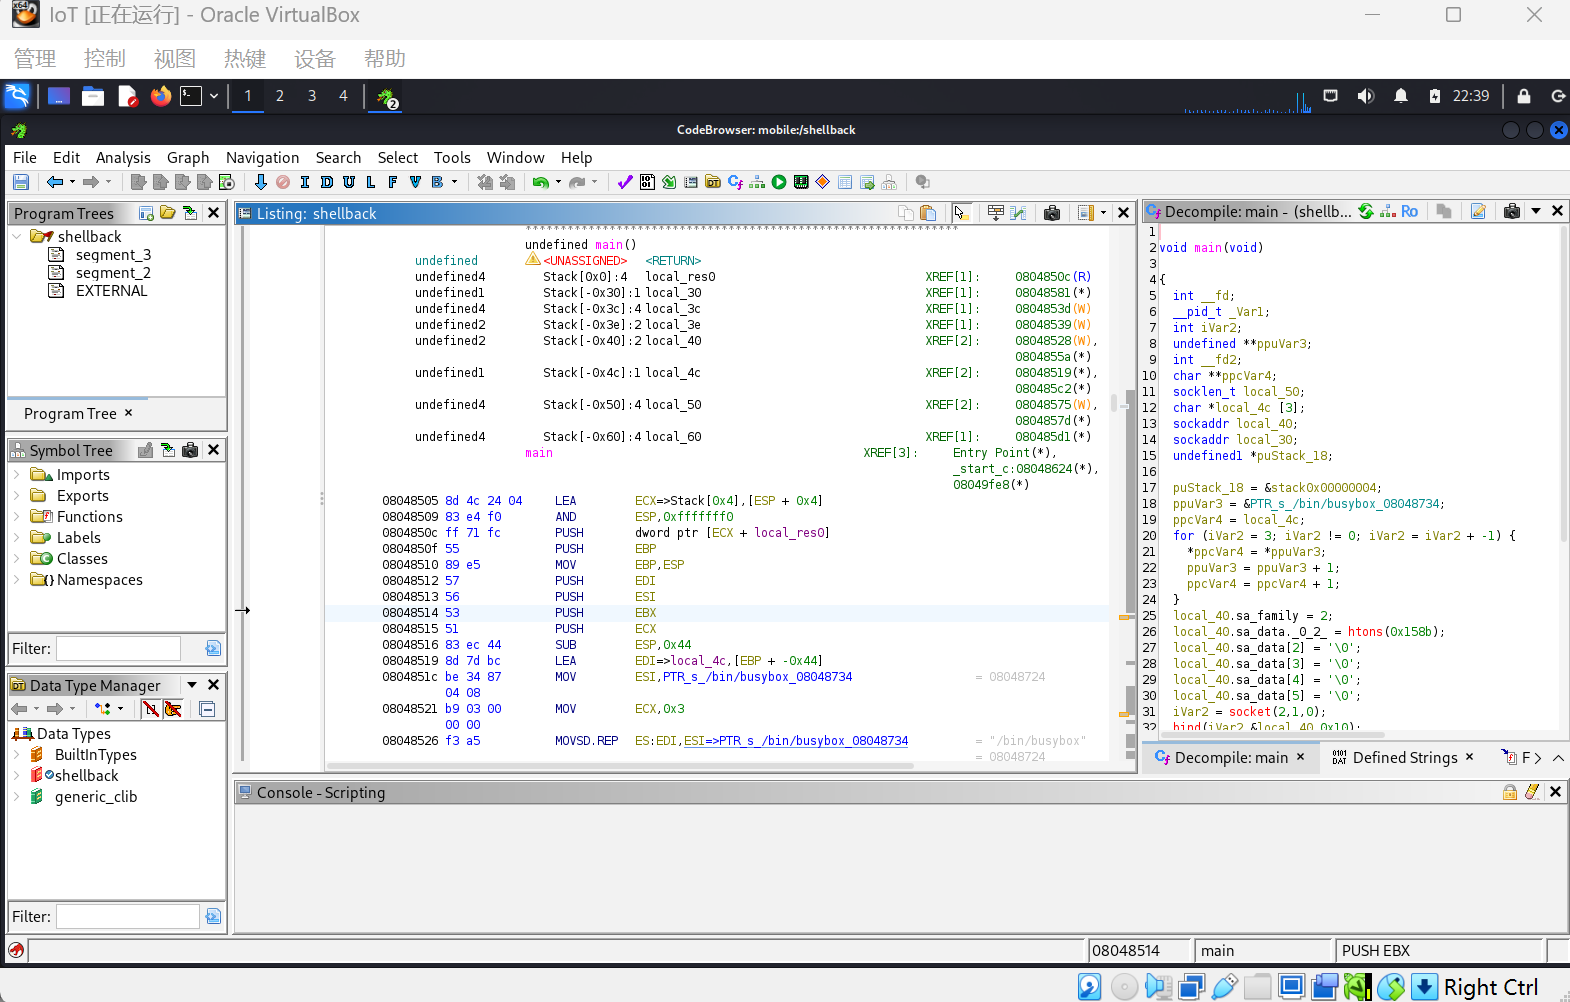 IoT [正在运行] - Oracle VirtualBox
管理 控制 视图 热键 设备 帮助
1 2 3 4 2 22:39
CodeBrowser: mobile:/shellback
File Edit Analysis Graph Navigation Search Select Tools Window Help
I D U L F V B
Program Trees
shellback
segment_3
segment_2
EXTERNAL
Program Tree ×
Symbol Tree
Imports
Exports
Functions
Labels
Classes
Namespaces
Filter:
Data Type Manager
Data Types
BuiltInTypes
shellback
generic_clib
Filter:
Listing: shellback
undefined main()
undefined <UNASSIGNED> <RETURN>
undefined4 Stack[0x0]:4 local_res0 XREF[1]: 0804850c(R)
undefined1 Stack[-0x30]:1 local_30 XREF[1]: 08048581(*)
undefined4 Stack[-0x3c]:4 local_3c XREF[1]: 0804853d(W)
undefined2 Stack[-0x3e]:2 local_3e XREF[1]: 08048539(W)
undefined2 Stack[-0x40]:2 local_40 XREF[2]: 08048528(W),
0804855a(*)
undefined1 Stack[-0x4c]:1 local_4c XREF[2]: 08048519(*),
080485c2(*)
undefined4 Stack[-0x50]:4 local_50 XREF[2]: 08048575(W),
0804857d(*)
undefined4 Stack[-0x60]:4 local_60 XREF[1]: 080485d1(*)
main XREF[3]: Entry Point(*),
_start_c:08048624(*),
08049fe8(*)
08048505 8d 4c 24 04 LEA ECX=>Stack[0x4],[ESP + 0x4]
08048509 83 e4 f0 AND ESP,0xfffffff0
0804850c ff 71 fc PUSH dword ptr [ECX + local_res0]
0804850f 55 PUSH EBP
08048510 89 e5 MOV EBP,ESP
08048512 57 PUSH EDI
08048513 56 PUSH ESI
08048514 53 PUSH EBX
08048515 51 PUSH ECX
08048516 83 ec 44 SUB ESP,0x44
08048519 8d 7d bc LEA EDI=>local_4c,[EBP + -0x44]
0804851c be 34 87 MOV ESI,PTR_s_/bin/busybox_08048734 = 08048724
04 08
08048521 b9 03 00 MOV ECX,0x3
00 00
08048526 f3 a5 MOVSD.REP ES:EDI,ESI=>PTR_s_/bin/busybox_08048734 = "/bin/busybox"
= 08048724
Decompile: main - (shellb... Ro
1
2 void main(void)
3
4 {
5 int __fd;
6 __pid_t _Var1;
7 int iVar2;
8 undefined **ppuVar3;
9 int __fd2;
10 char **ppcVar4;
11 socklen_t local_50;
12 char *local_4c [3];
13 sockaddr local_40;
14 sockaddr local_30;
15 undefined1 *puStack_18;
16
17 puStack_18 = &stack0x00000004;
18 ppuVar3 = &PTR_s_/bin/busybox_08048734;
19 ppcVar4 = local_4c;
20 for (iVar2 = 3; iVar2 != 0; iVar2 = iVar2 + -1) {
21 *ppcVar4 = *ppuVar3;
22 ppuVar3 = ppuVar3 + 1;
23 ppcVar4 = ppcVar4 + 1;
24 }
25 local_40.sa_family = 2;
26 local_40.sa_data._0_2_ = htons(0x158b);
27 local_40.sa_data[2] = '\0';
28 local_40.sa_data[3] = '\0';
29 local_40.sa_data[4] = '\0';
30 local_40.sa_data[5] = '\0';
31 iVar2 = socket(2,1,0);
32 bind(iVar2,&local_40,0x10);
Decompile: main × Defined Strings × F
Console - Scripting
08048514 main PUSH EBX
Right Ctrl